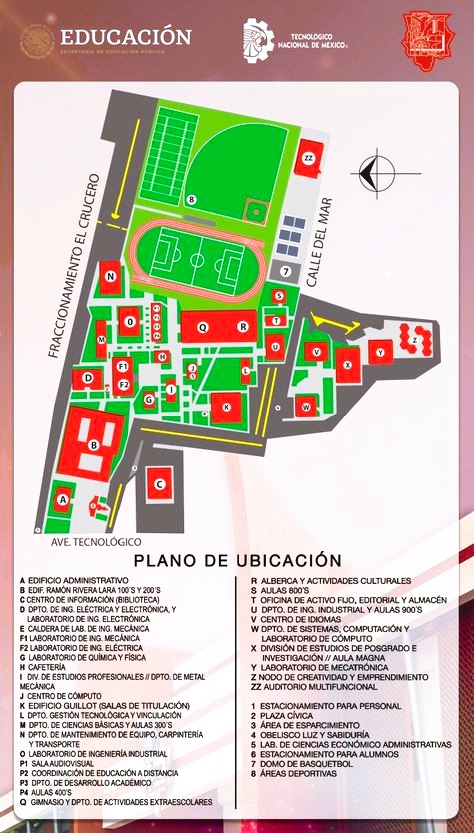 EDUCACIÓN
SECRETARÍA DE EDUCACIÓN PÚBLICA
TECNOLÓGICO
NACIONAL DE MÉXICO
FRACCIONAMIENTO EL CRUCERO
CALLE DEL MAR
ZZ
8
7
N
O
M
H
Q
R
S
T
U
D
F1
F2
G
I
J
L
K
V
X
Y
Z
W
B
A
C
AVE. TECNOLÓGICO
PLANO DE UBICACIÓN
A EDIFICIO ADMINISTRATIVO
B EDIF. RAMÓN RIVERA LARA 100´S Y 200´S
C CENTRO DE INFORMACIÓN (BIBLIOTECA)
D DPTO. DE ING. ELÉCTRICA Y ELECTRÓNICA, Y
LABORATORIO DE ING. ELECTRÓNICA
E CALDERA DE LAB. DE ING. MECÁNICA
F1 LABORATORIO DE ING. MECÁNICA
F2 LABORATORIO DE ING. ELÉCTRICA
G LABORATORIO DE QUÍMICA Y FÍSICA
H CAFETERÍA
I DIV. DE ESTUDIOS PROFESIONALES // DPTO. DE METAL
MECÁNICA
J CENTRO DE CÓMPUTO
K EDIFICIO GUILLOT (SALAS DE TITULACIÓN)
L DPTO. GESTIÓN TECNOLÓGICA Y VINCULACIÓN
M DPTO. DE CIENCIAS BÁSICAS Y AULAS 300´S
N DPTO. DE MANTENIMIENTO DE EQUIPO, CARPINTERÍA
Y TRANSPORTE
O LABORATORIO DE INGENIERÍA INDUSTRIAL
P1 SALA AUDIOVISUAL
P2 COORDINACIÓN DE EDUCACIÓN A DISTANCIA
P3 DPTO. DE DESARROLLO ACADÉMICO
P4 AULAS 400´S
Q GIMNASIO Y DPTO. DE ACTIVIDADES EXTRAESCOLARES
R ALBERCA Y ACTIVIDADES CULTURALES
S AULAS 800´S
T OFICINA DE ACTIVO FIJO, EDITORIAL Y ALMACÉN
U DPTO. DE ING. INDUSTRIAL Y AULAS 900´S
V CENTRO DE IDIOMAS
W DPTO. DE SISTEMAS, COMPUTACIÓN Y
LABORATORIO DE CÓMPUTO
X DIVISIÓN DE ESTUDIOS DE POSGRADO E
INVESTIGACIÓN // AULA MAGNA
Y LABORATORIO DE MECATRÓNICA
Z NODO DE CREATIVIDAD Y EMPRENDIMIENTO
ZZ AUDITORIO MULTIFUNCIONAL
1 ESTACIONAMIENTO PARA PERSONAL
2 PLAZA CÍVICA
3 ÁREA DE ESPARCIMIENTO
4 OBELISCO LUZ Y SABIDURÍA
5 LAB. DE CIENCIAS ECONÓMICO ADMINISTRATIVAS
6 ESTACIONAMIENTO PARA ALUMNOS
7 DOMO DE BASQUETBOL
8 ÁREAS DEPORTIVAS